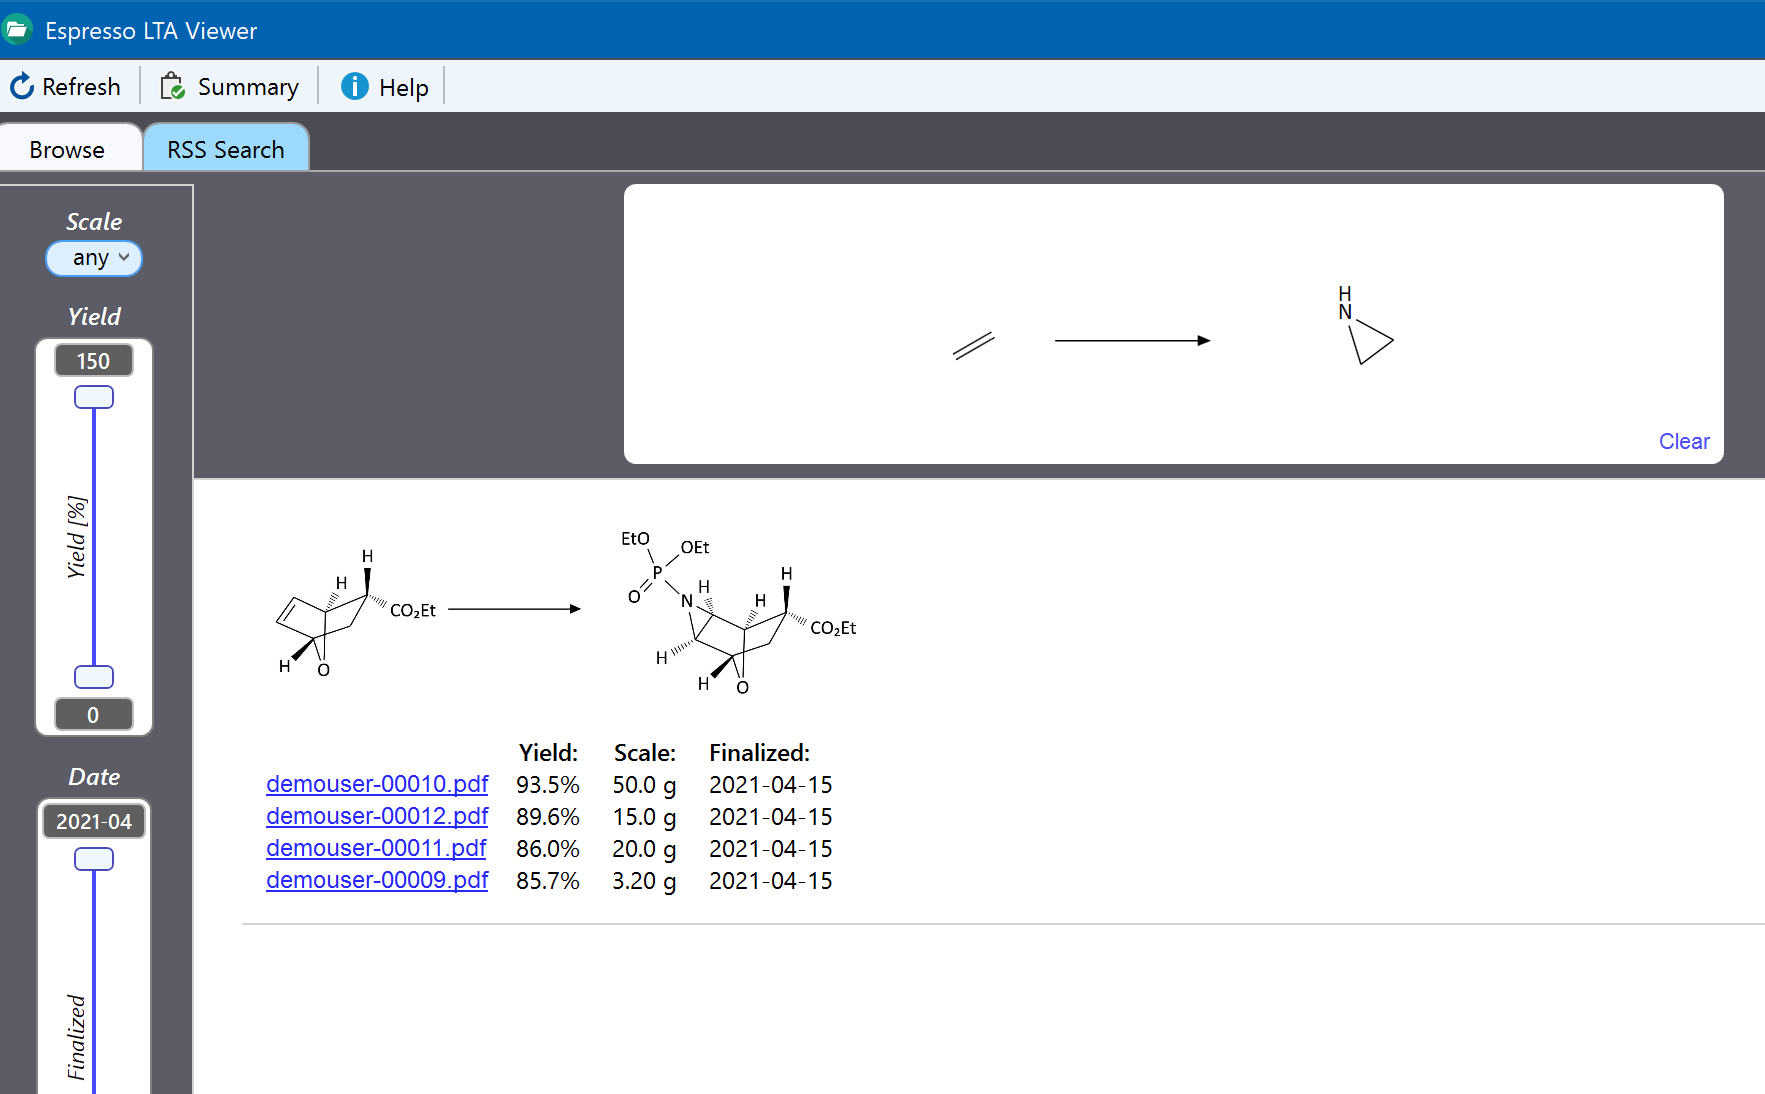 Espresso LTA Viewer
Refresh Summary Help
Browse RSS Search
Scale
any
Yield
150
Yield [%]
0
Date
2021-04
Finalized
H
N
Clear
H
H
CO₂Et
H
O
EtO
OEt
P
O
N
H
H
H
CO₂Et
H
H
O
Yield: Scale: Finalized:
demouser-00010.pdf 93.5% 50.0 g 2021-04-15
demouser-00012.pdf 89.6% 15.0 g 2021-04-15
demouser-00011.pdf 86.0% 20.0 g 2021-04-15
demouser-00009.pdf 85.7% 3.20 g 2021-04-15